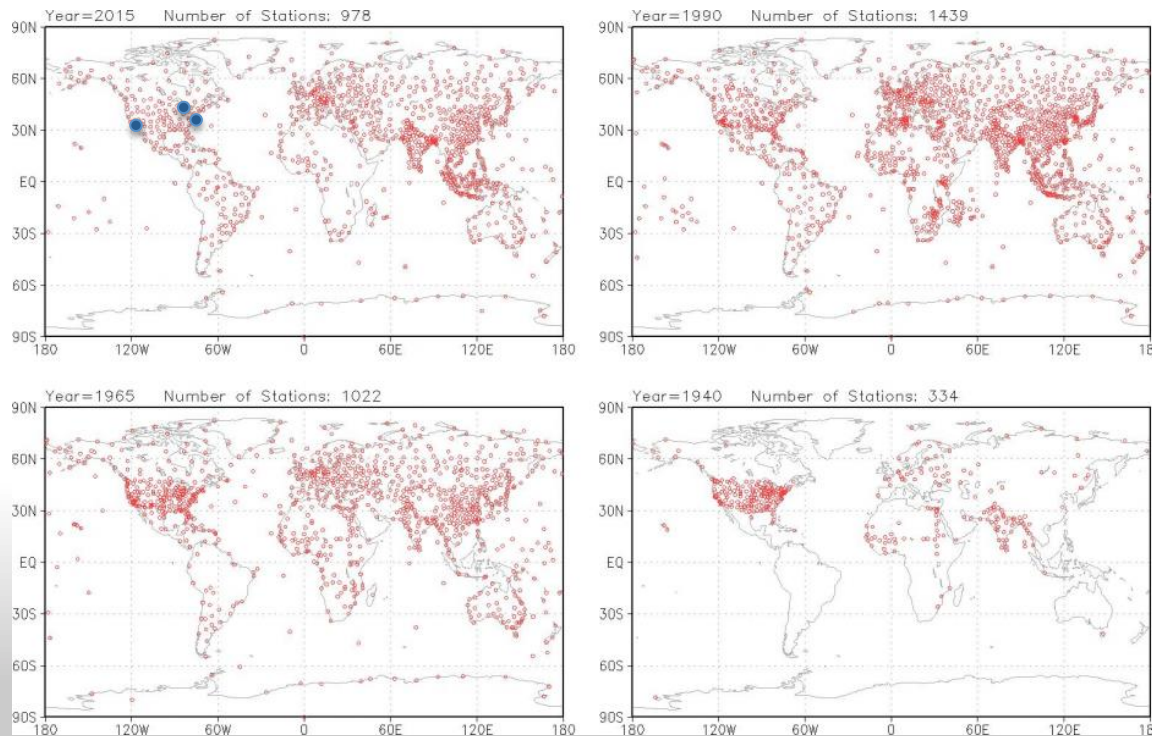 Year=2015 Number of Stations: 978
90N
60N
30N
EQ
30S
60S
90S
180 120W 60W 0 60E 120E 180
Year=1990 Number of Stations: 1439
90N
60N
30N
EQ
30S
60S
90S
180 120W 60W 0 60E 120E 18
Year=1965 Number of Stations: 1022
90N
60N
30N
EQ
30S
60S
90S
180 120W 60W 0 60E 120E 180
Year=1940 Number of Stations: 334
90N
60N
30N
EQ
30S
60S
90S
180 120W 60W 0 60E 120E 18